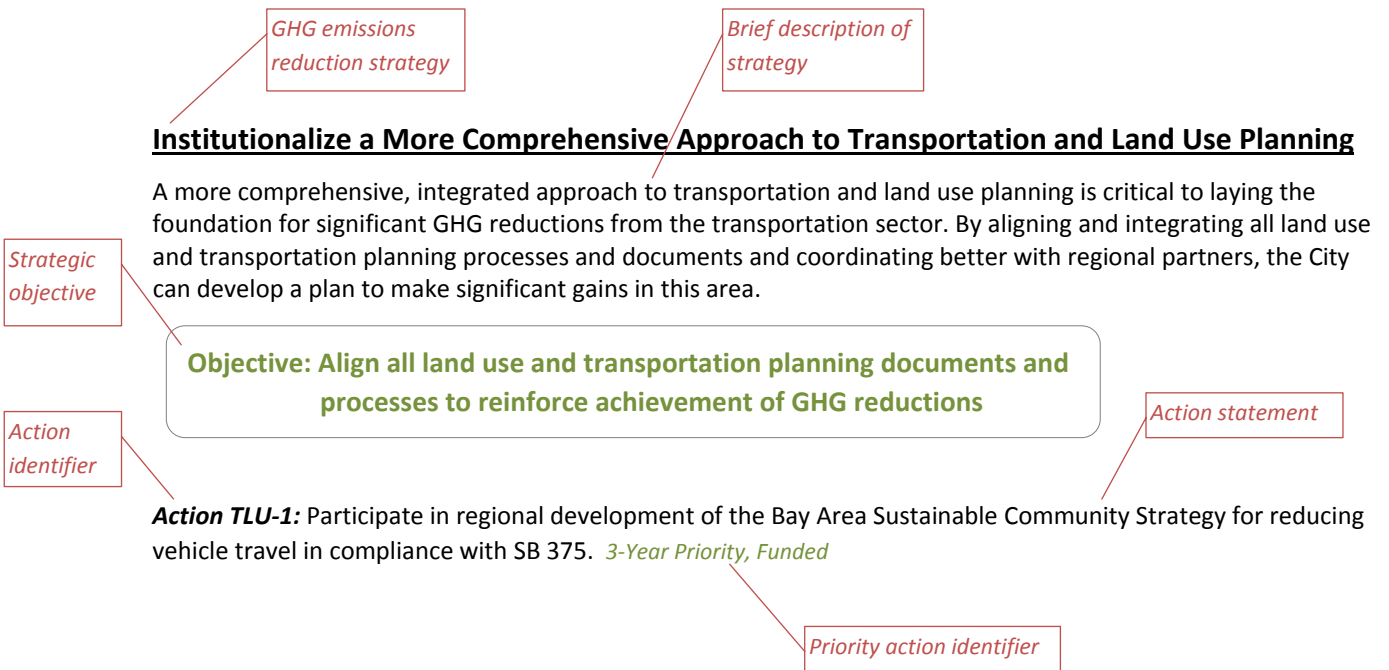 GHG emissions
reduction strategy
Brief description of
strategy
Institutionalize a More Comprehensive Approach to Transportation and Land Use Planning
A more comprehensive, integrated approach to transportation and land use planning is critical to laying the
foundation for significant GHG reductions from the transportation sector. By aligning and integrating all land use
and transportation planning processes and documents and coordinating better with regional partners, the City
can develop a plan to make significant gains in this area.
Strategic
objective
Objective: Align all land use and transportation planning documents and
processes to reinforce achievement of GHG reductions
Action statement
Action
identifier
Action TLU-1: Participate in regional development of the Bay Area Sustainable Community Strategy for reducing
vehicle travel in compliance with SB 375. 3-Year Priority, Funded
Priority action identifier